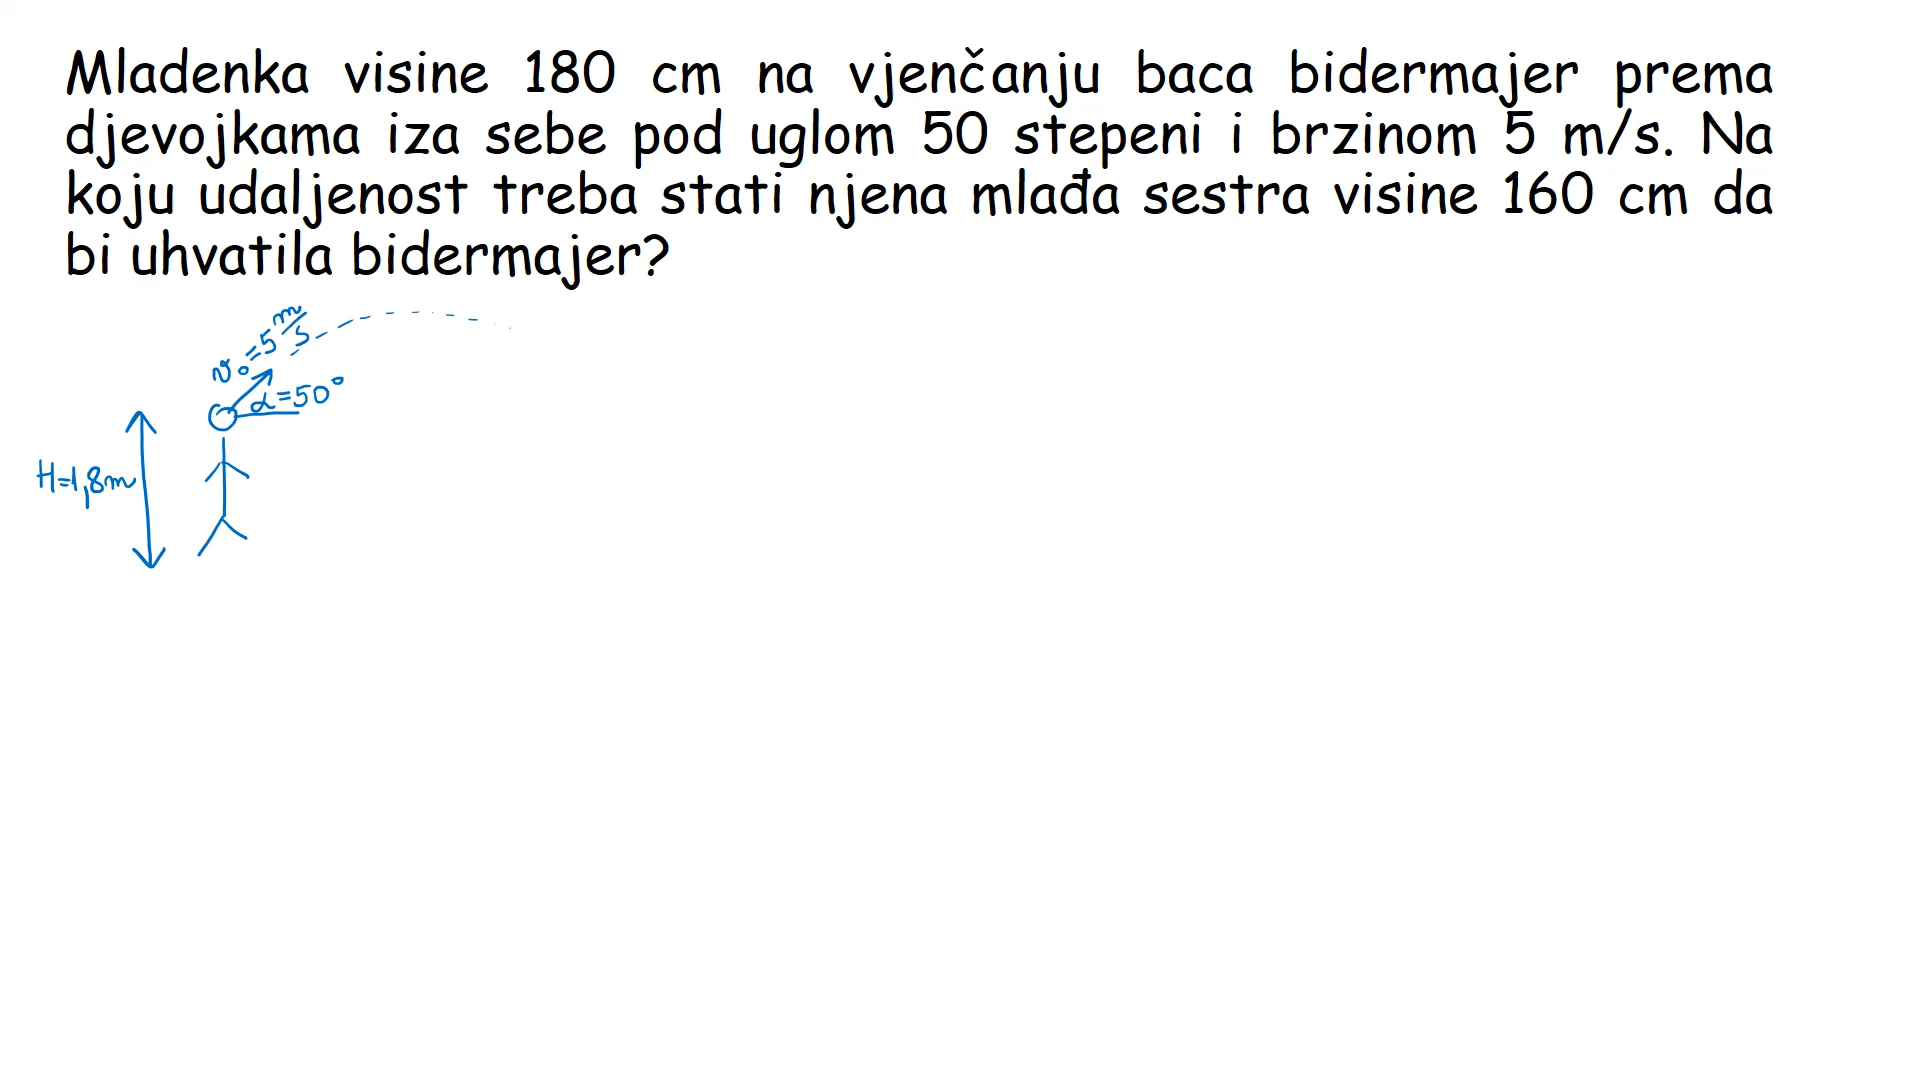 Mladenka visine 180 cm na vjenčanju baca bidermajer prema
djevojkama iza sebe pod uglom 50 stepeni i brzinom 5 m/s. Na
koju udaljenost treba stati njena mlađa sestra visine 160 cm da
bi uhvatila bidermajer?
v₀=5 m/s
α=50°
H=1,8m